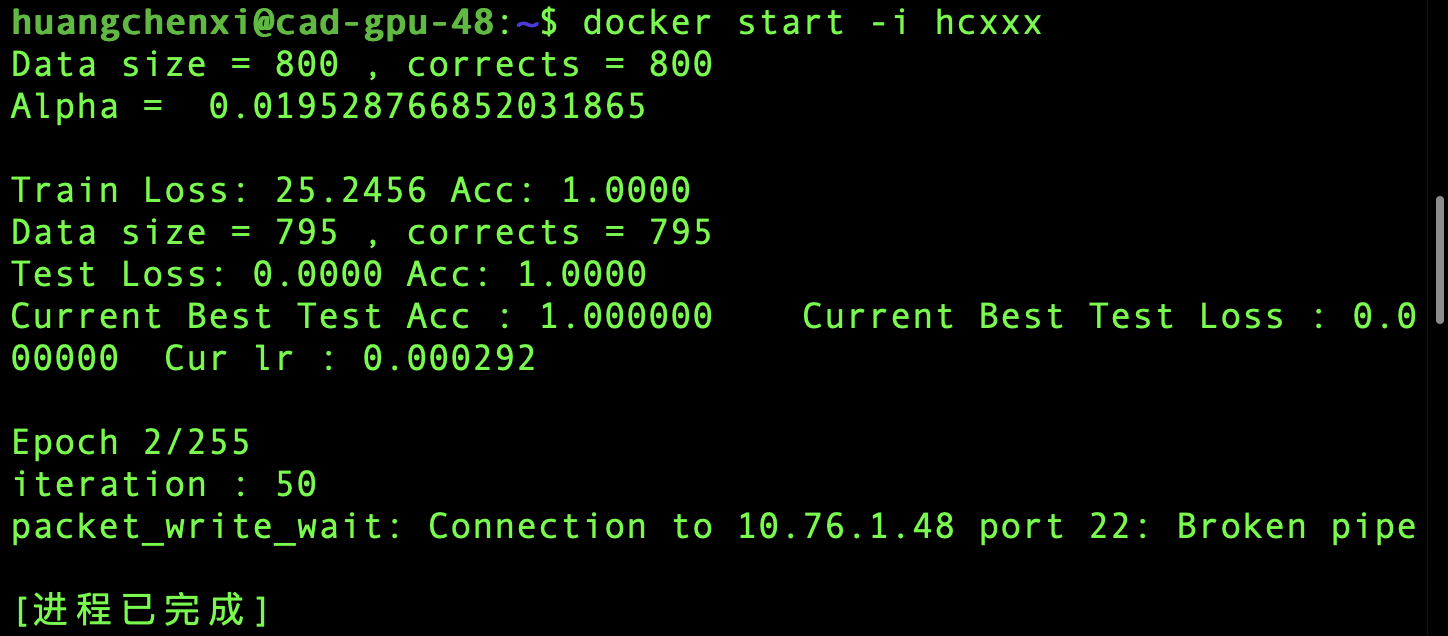 huangchenxi@cad-gpu-48:~$ docker start -i hcxxx
Data size = 800 , corrects = 800
Alpha =  0.019528766852031865
Train Loss: 25.2456 Acc: 1.0000
Data size = 795 , corrects = 795
Test Loss: 0.0000 Acc: 1.0000
Current Best Test Acc : 1.000000    Current Best Test Loss : 0.0
00000  Cur lr : 0.000292
Epoch 2/255
iteration : 50
packet_write_wait: Connection to 10.76.1.48 port 22: Broken pipe
[进程已完成]